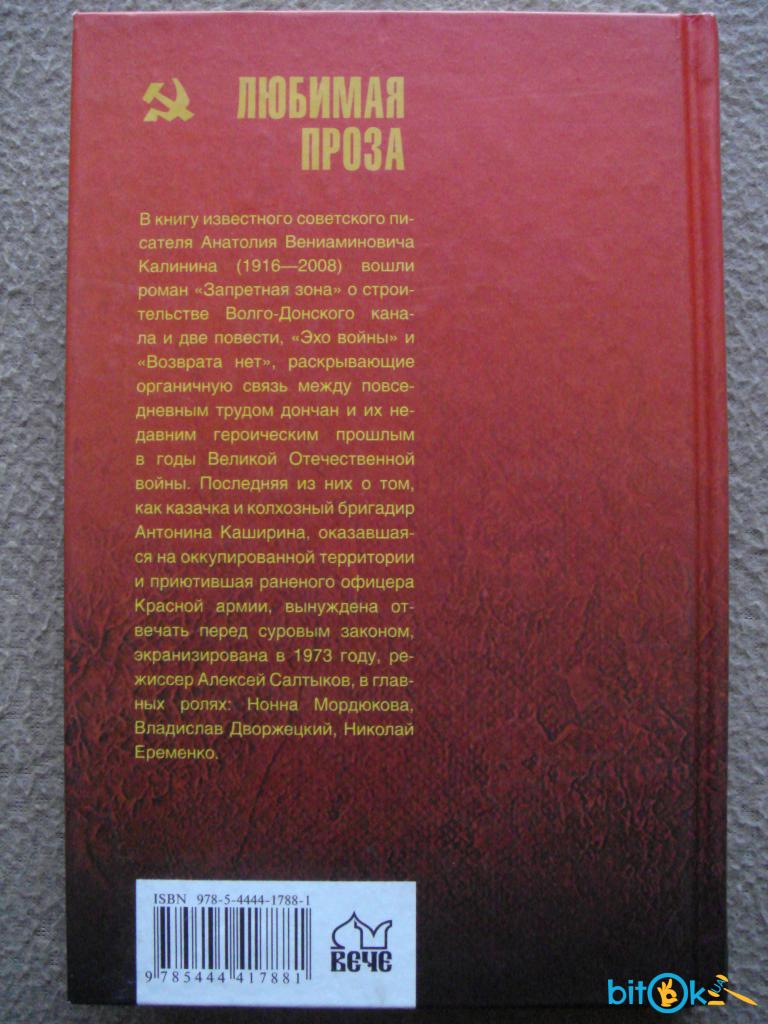 ЛЮБИМАЯ
ПРОЗА
В книгу известного советского пи-
сателя Анатолия Вениаминовича
Калинина (1916—2008) вошли
роман «Запретная зона» о строи-
тельстве Волго-Донского кана-
ла и две повести, «Эхо войны» и
«Возврата нет», раскрывающие
органичную связь между повсе-
дневным трудом дончан и их не-
давним героическим прошлым
в годы Великой Отечественной
войны. Последняя из них о том,
как казачка и колхозный бригадир
Антонина Каширина, оказавшая-
ся на оккупированной территории
и приютившая раненого офицера
Красной армии, вынуждена от-
вечать перед суровым законом,
экранизирована в 1973 году, ре-
жиссер Алексей Салтыков, в глав-
ных ролях: Нонна Мордюкова,
Владислав Дворжецкий, Николай
Еременко.
ISBN 978-5-4444-1788-1
9 785444 417881
ВЕЧЕ
bitOk
UA